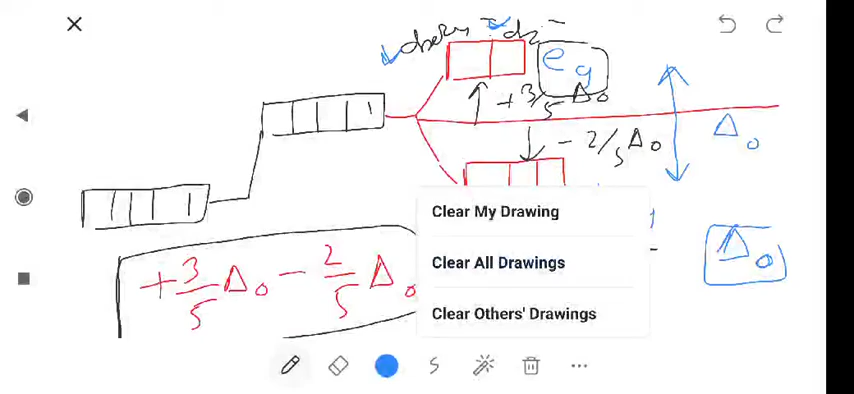 eg
+3/5 Δo
- 2/5 Δo
Δo
Clear My Drawing
Clear All Drawings
Clear Others' Drawings
Δo
+3/5 Δo - 2/5 Δo